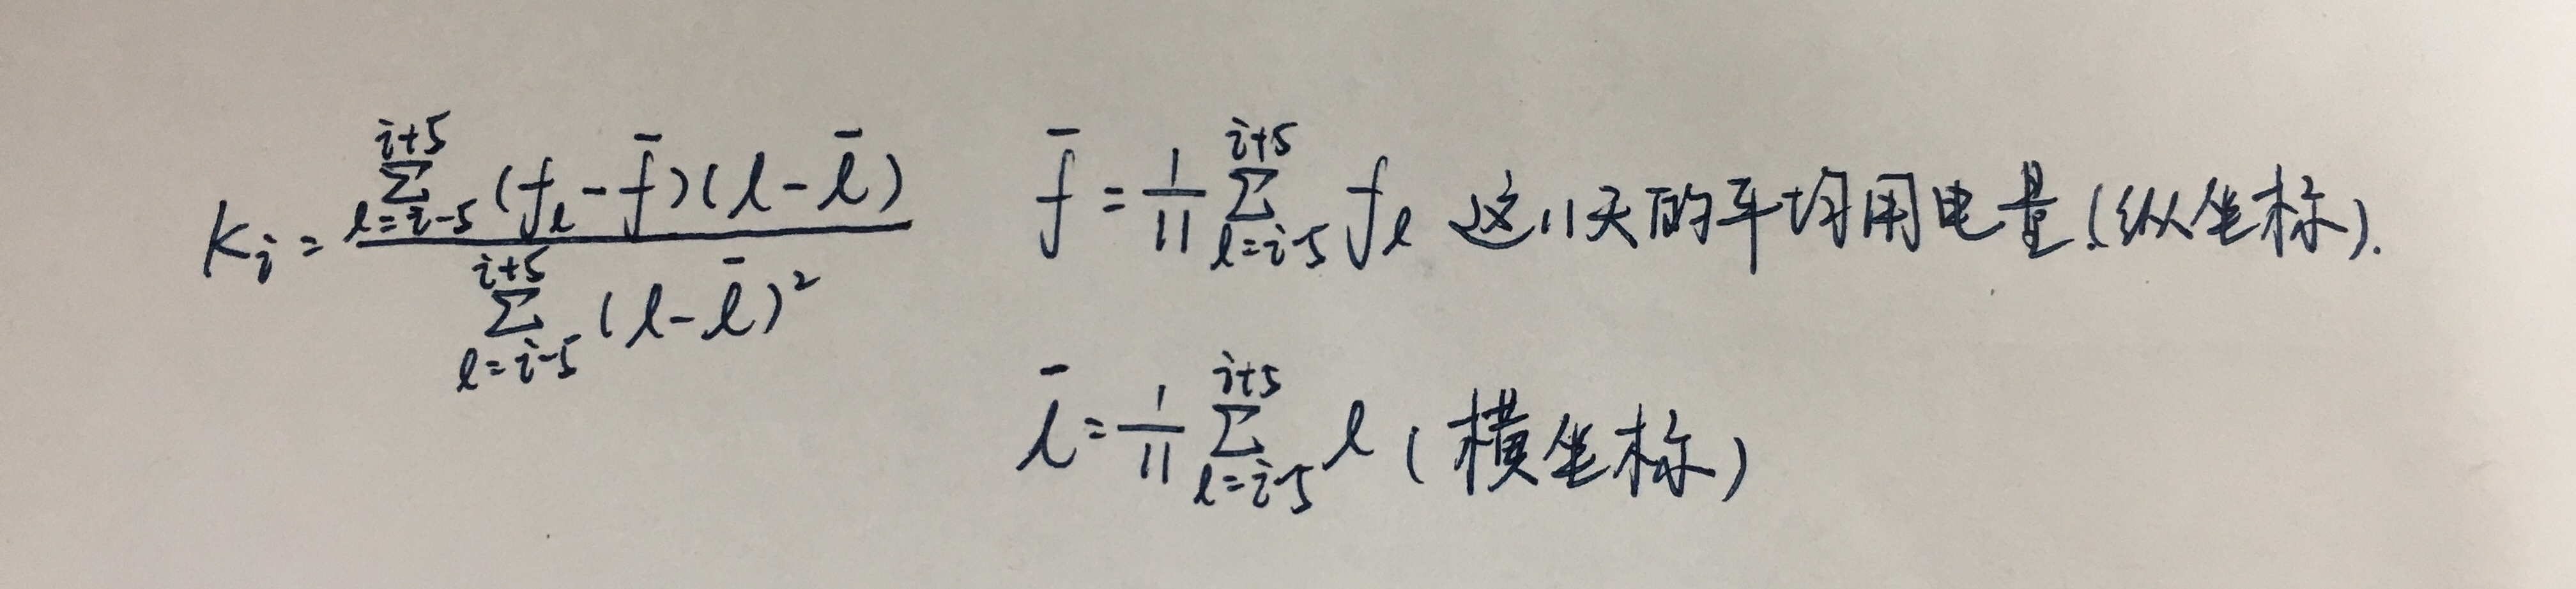 $K_i = \frac{\sum_{l=i-5}^{i+5} (f_l - \bar{f})(l - \bar{l})}{\sum_{l=i-5}^{i+5} (l - \bar{l})^2}$ $\bar{f} = \frac{1}{11} \sum_{l=i-5}^{i+5} f_l$ 这11天的平均用电量(纵坐标).
$\bar{l} = \frac{1}{11} \sum_{l=i-5}^{i+5} l$ (横坐标)